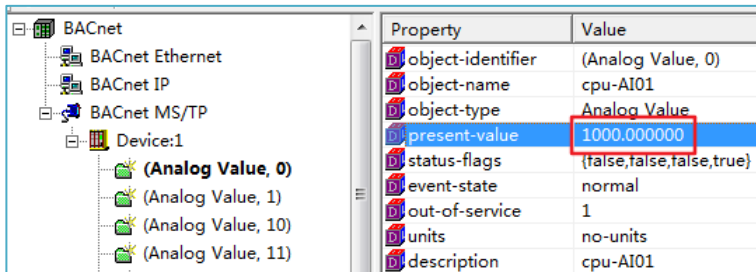 BACnet
BACnet Ethernet
BACnet IP
BACnet MS/TP
Device:1
(Analog Value, 0)
(Analog Value, 1)
(Analog Value, 10)
(Analog Value, 11)
Property Value
object-identifier (Analog Value, 0)
object-name cpu-AI01
object-type Analog Value
present-value 1000.000000
status-flags {false,false,false,true}
event-state normal
out-of-service 1
units no-units
description cpu-AI01